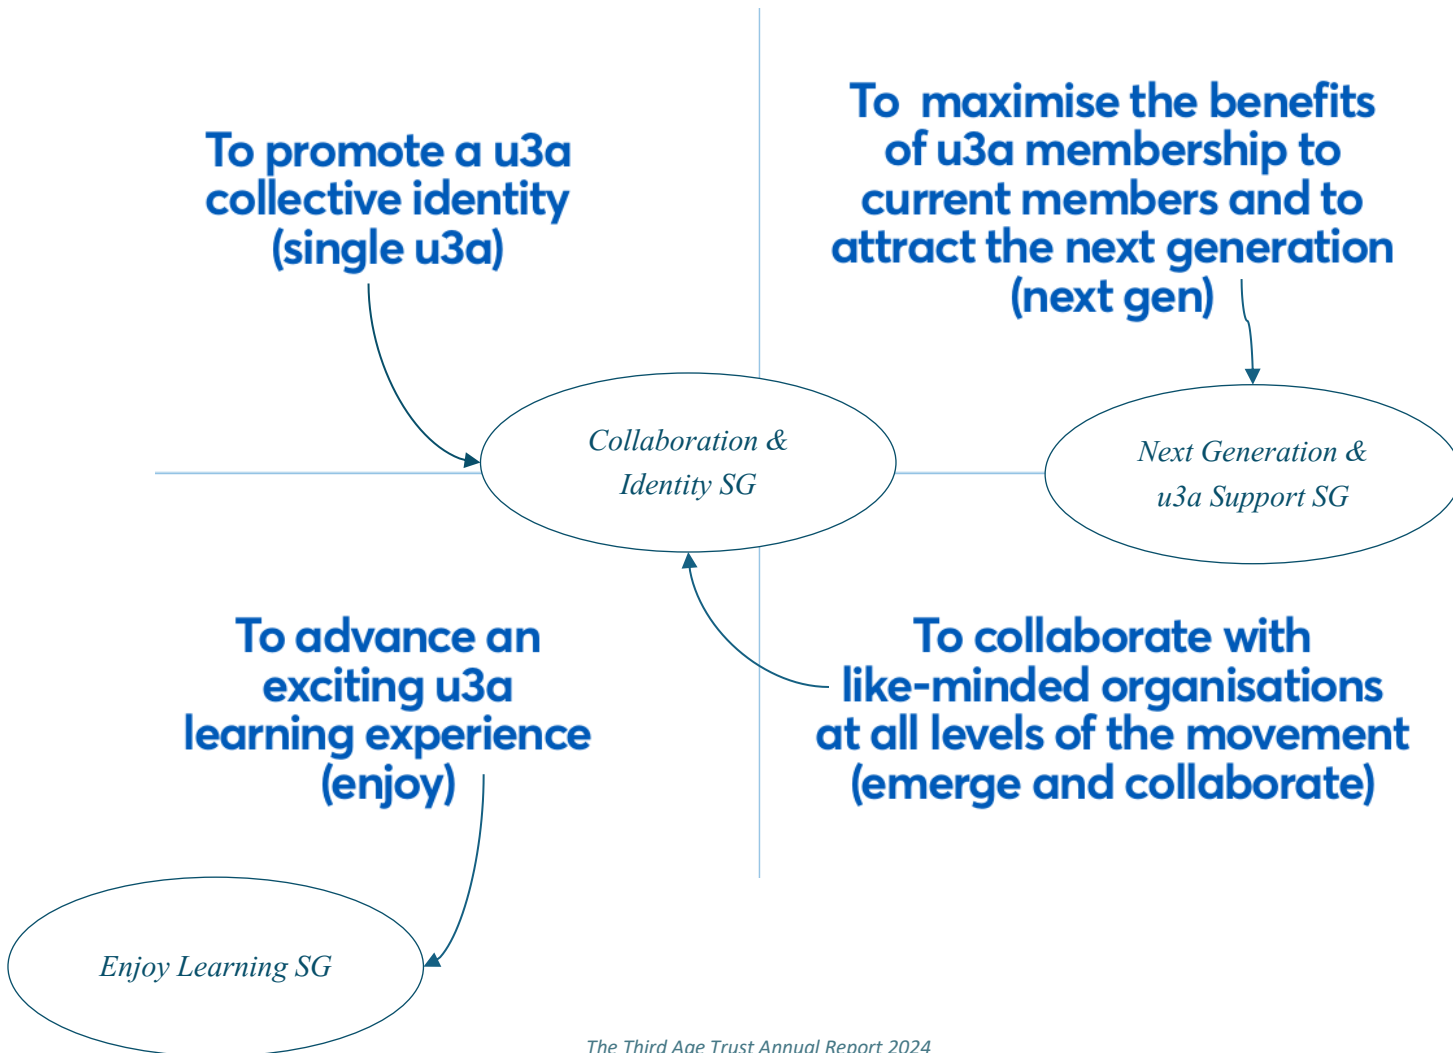 To promote a u3a
collective identity
(single u3a)
To maximise the benefits
of u3a membership to
current members and to
attract the next generation
(next gen)
Collaboration &
Identity SG
Next Generation &
u3a Support SG
To advance an
exciting u3a
learning experience
(enjoy)
To collaborate with
like-minded organisations
at all levels of the movement
(emerge and collaborate)
Enjoy Learning SG
The Third Age Trust Annual Report 2024